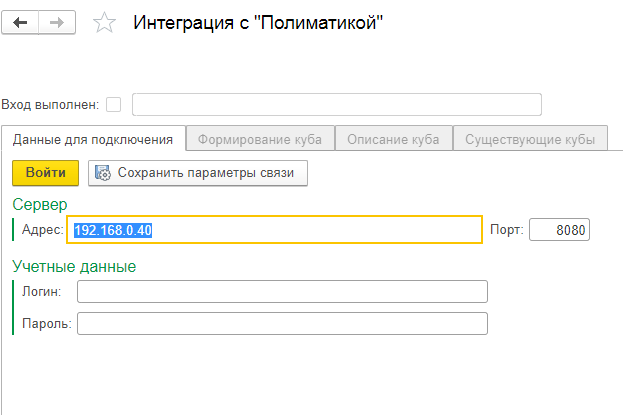 Интеграция с "Полиматикой"
Вход выполнен:
Данные для подключения Формирование куба Описание куба Существующие кубы
Войти Сохранить параметры связи
Сервер
Адрес: 192.168.0.40 Порт: 8080
Учетные данные
Логин:
Пароль: